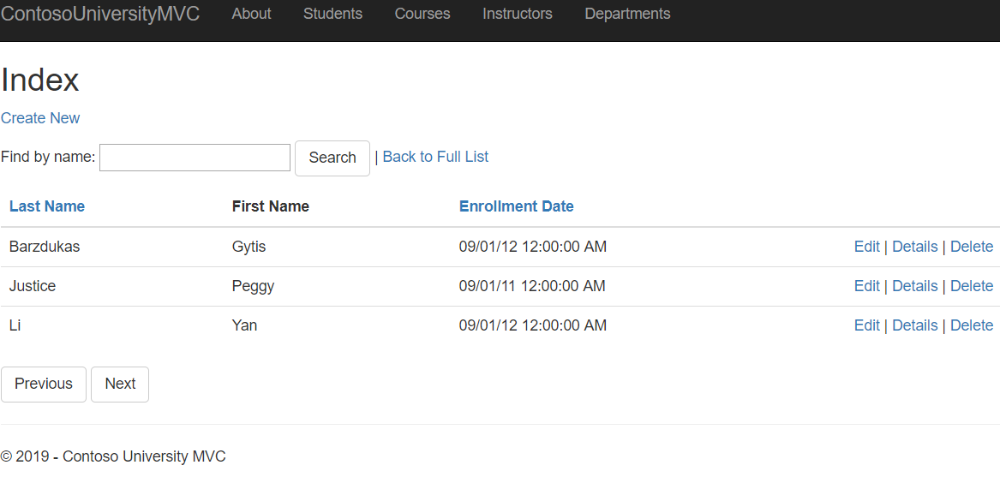 ContosoUniversityMVC About Students Courses Instructors Departments
Index
Create New
Find by name: Search | Back to Full List
Last Name First Name Enrollment Date
Barzdukas Gytis 09/01/12 12:00:00 AM Edit | Details | Delete
Justice Peggy 09/01/11 12:00:00 AM Edit | Details | Delete
Li Yan 09/01/12 12:00:00 AM Edit | Details | Delete
Previous Next
© 2019 - Contoso University MVC